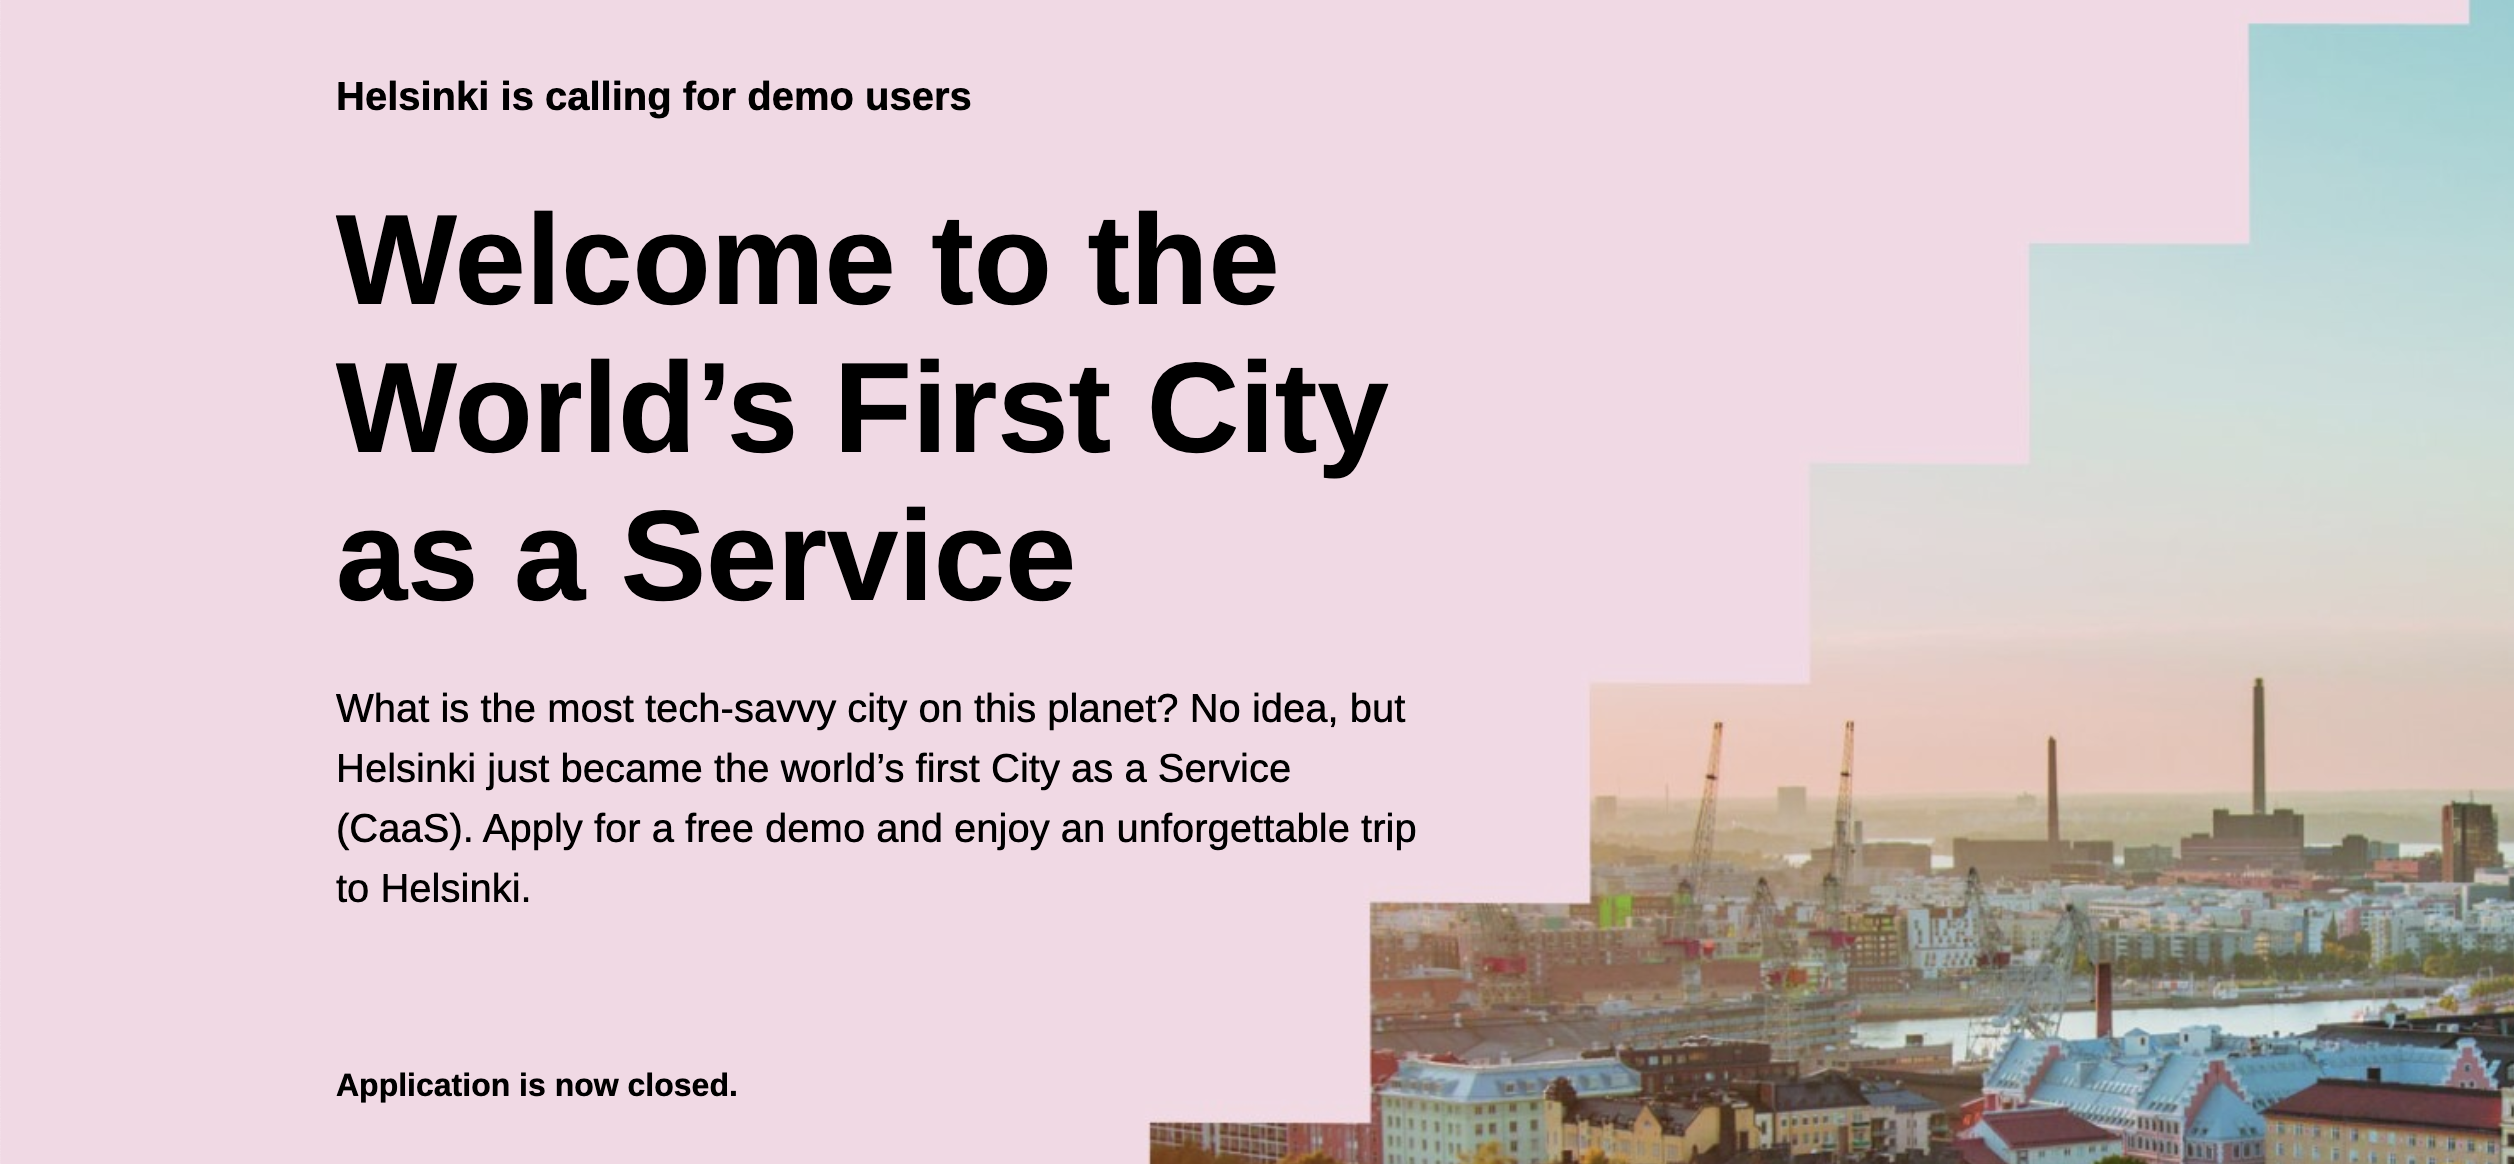 Helsinki is calling for demo users
Welcome to the
World’s First City
as a Service
What is the most tech-savvy city on this planet? No idea, but
Helsinki just became the world’s first City as a Service
(CaaS). Apply for a free demo and enjoy an unforgettable trip
to Helsinki.
Application is now closed.